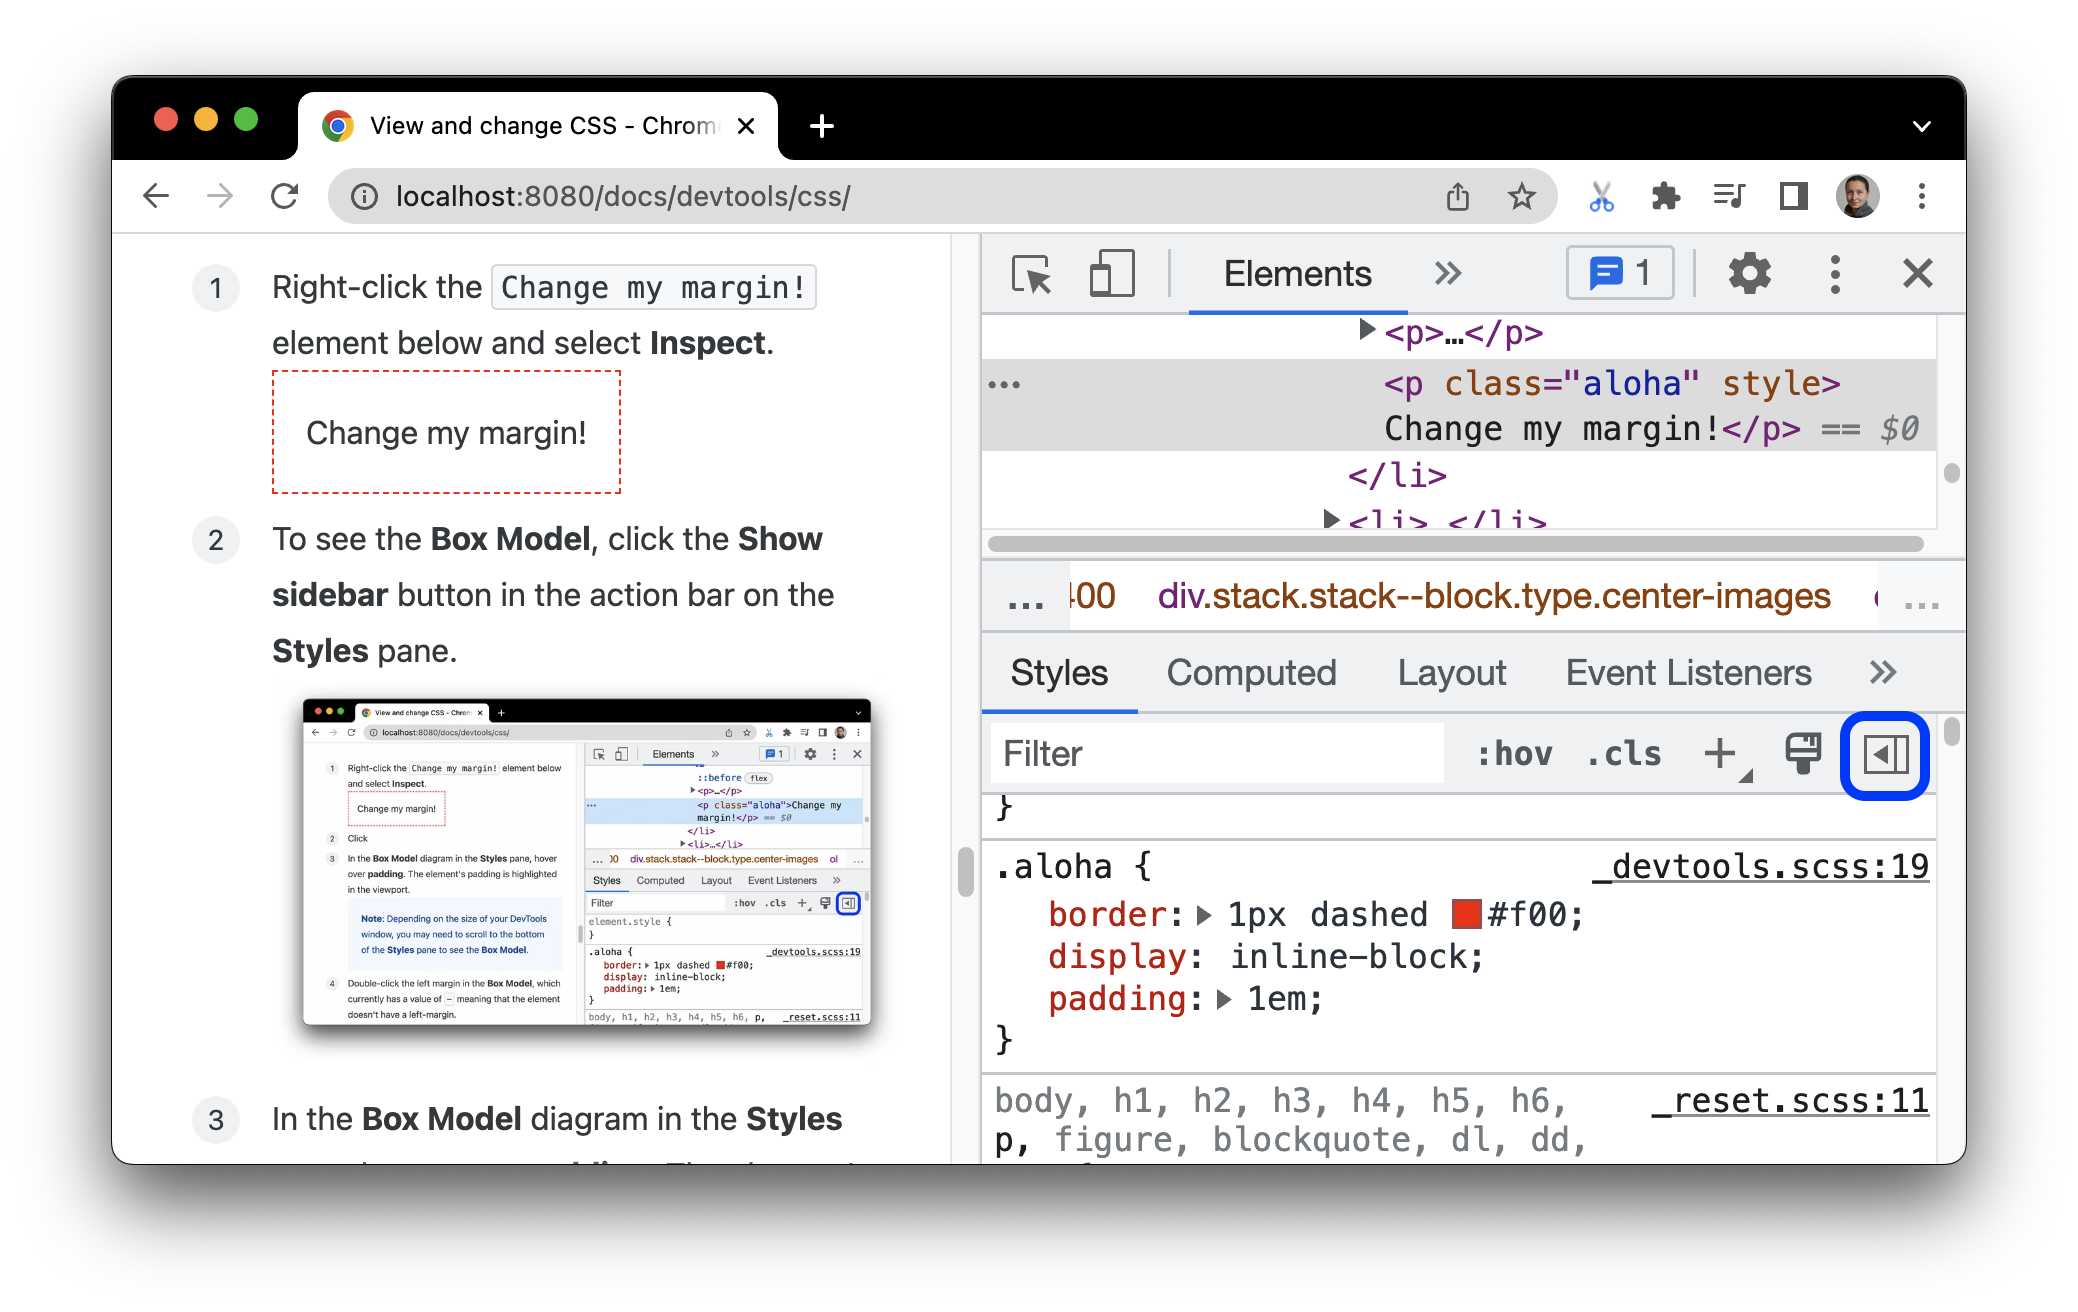 View and change CSS - Chrom
localhost:8080/docs/devtools/css/
1
Right-click the Change my margin!
element below and select Inspect.
Change my margin!
2
To see the Box Model, click the Show
sidebar button in the action bar on the
Styles pane.
View and change CSS - Chrom
localhost:8080/docs/devtools/css/
1 Right-click the Change my margin! element below
and select Inspect.
Change my margin!
2 Click
3 In the Box Model diagram in the Styles pane, hover
over padding. The element's padding is highlighted
in the viewport.
Note: Depending on the size of your DevTools
window, you may need to scroll to the bottom
of the Styles pane to see the Box Model.
4 Double-click the left margin in the Box Model, which
currently has a value of - meaning that the element
doesn't have a left-margin.
Elements » 1
::before flex
<p>…</p>
<p class="aloha">Change my
margin!</p> == $0
</li>
<li>…</li>
... 00 div.stack.stack--block.type.center-images ol ...
Styles Computed Layout Event Listeners »
Filter :hov .cls +
element.style {
}
.aloha { _devtools.scss:19
border: 1px dashed #f00;
display: inline-block;
padding: 1em;
}
body, h1, h2, h3, h4, h5, h6, p, _reset.scss:11
3
In the Box Model diagram in the Styles
Elements » 1
<p>…</p>
<p class="aloha" style>
Change my margin!</p> == $0
</li>
<li> </li>
... 400 div.stack.stack--block.type.center-images ...
Styles Computed Layout Event Listeners »
Filter :hov .cls +
}
.aloha { _devtools.scss:19
border: 1px dashed #f00;
display: inline-block;
padding: 1em;
}
body, h1, h2, h3, h4, h5, h6, _reset.scss:11
p, figure, blockquote, dl, dd,